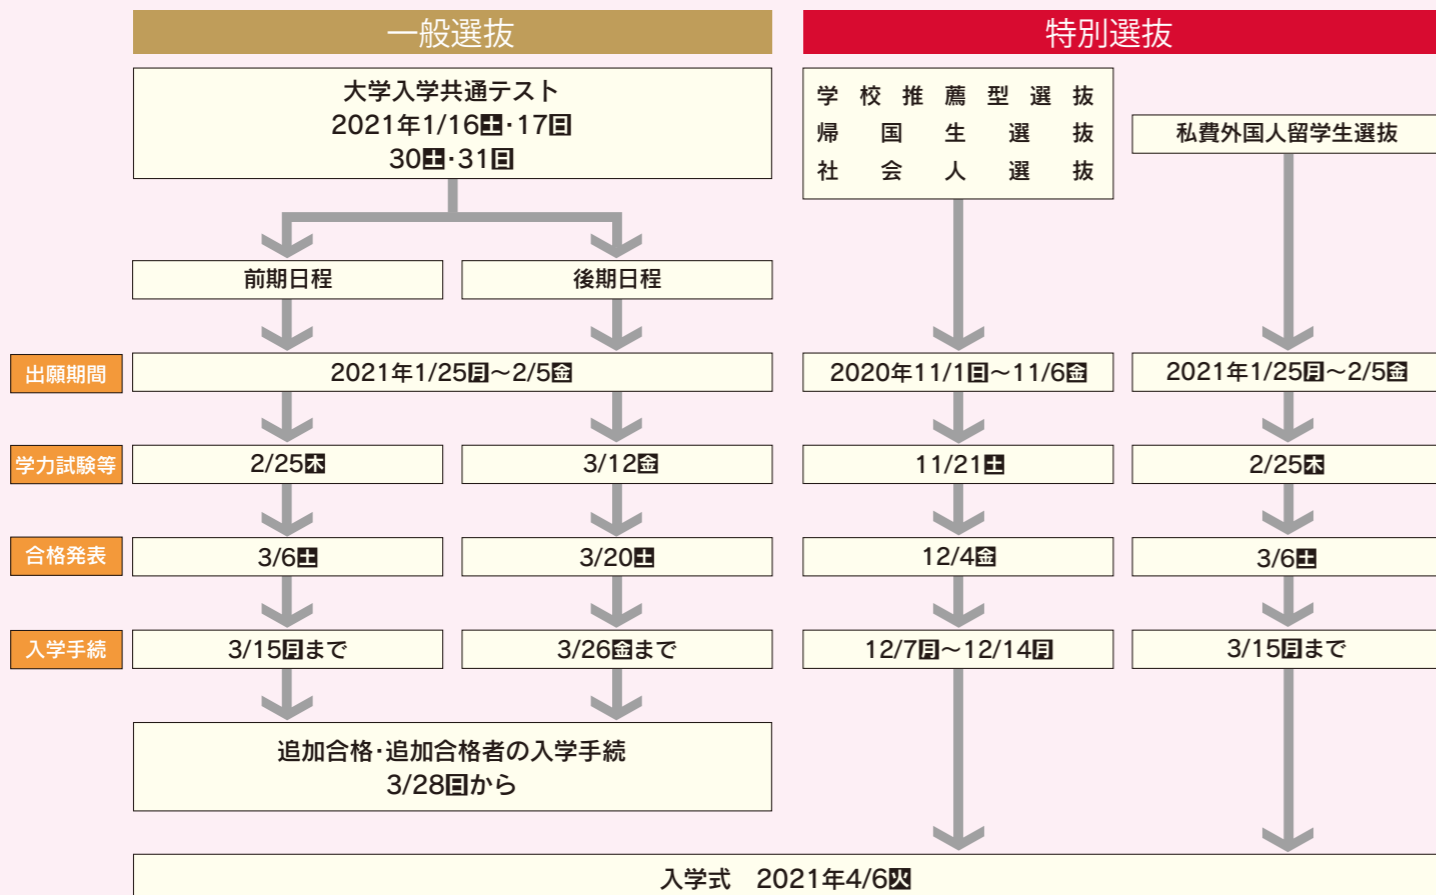 一般選抜
特別選抜
大学入学共通テスト
2021年1/16土・17日
30土・31日
学校推薦型選抜
帰国生選抜
社会人選抜
私費外国人留学生選抜
前期日程
後期日程
出願期間
2021年1/25月～2/5金
2020年11/1日～11/6金
2021年1/25月～2/5金
学力試験等
2/25木
3/12金
11/21土
2/25木
合格発表
3/6土
3/20土
12/4金
3/6土
入学手続
3/15月まで
3/26金まで
12/7月～12/14月
3/15月まで
追加合格・追加合格者の入学手続
3/28日から
入学式　2021年4/6火